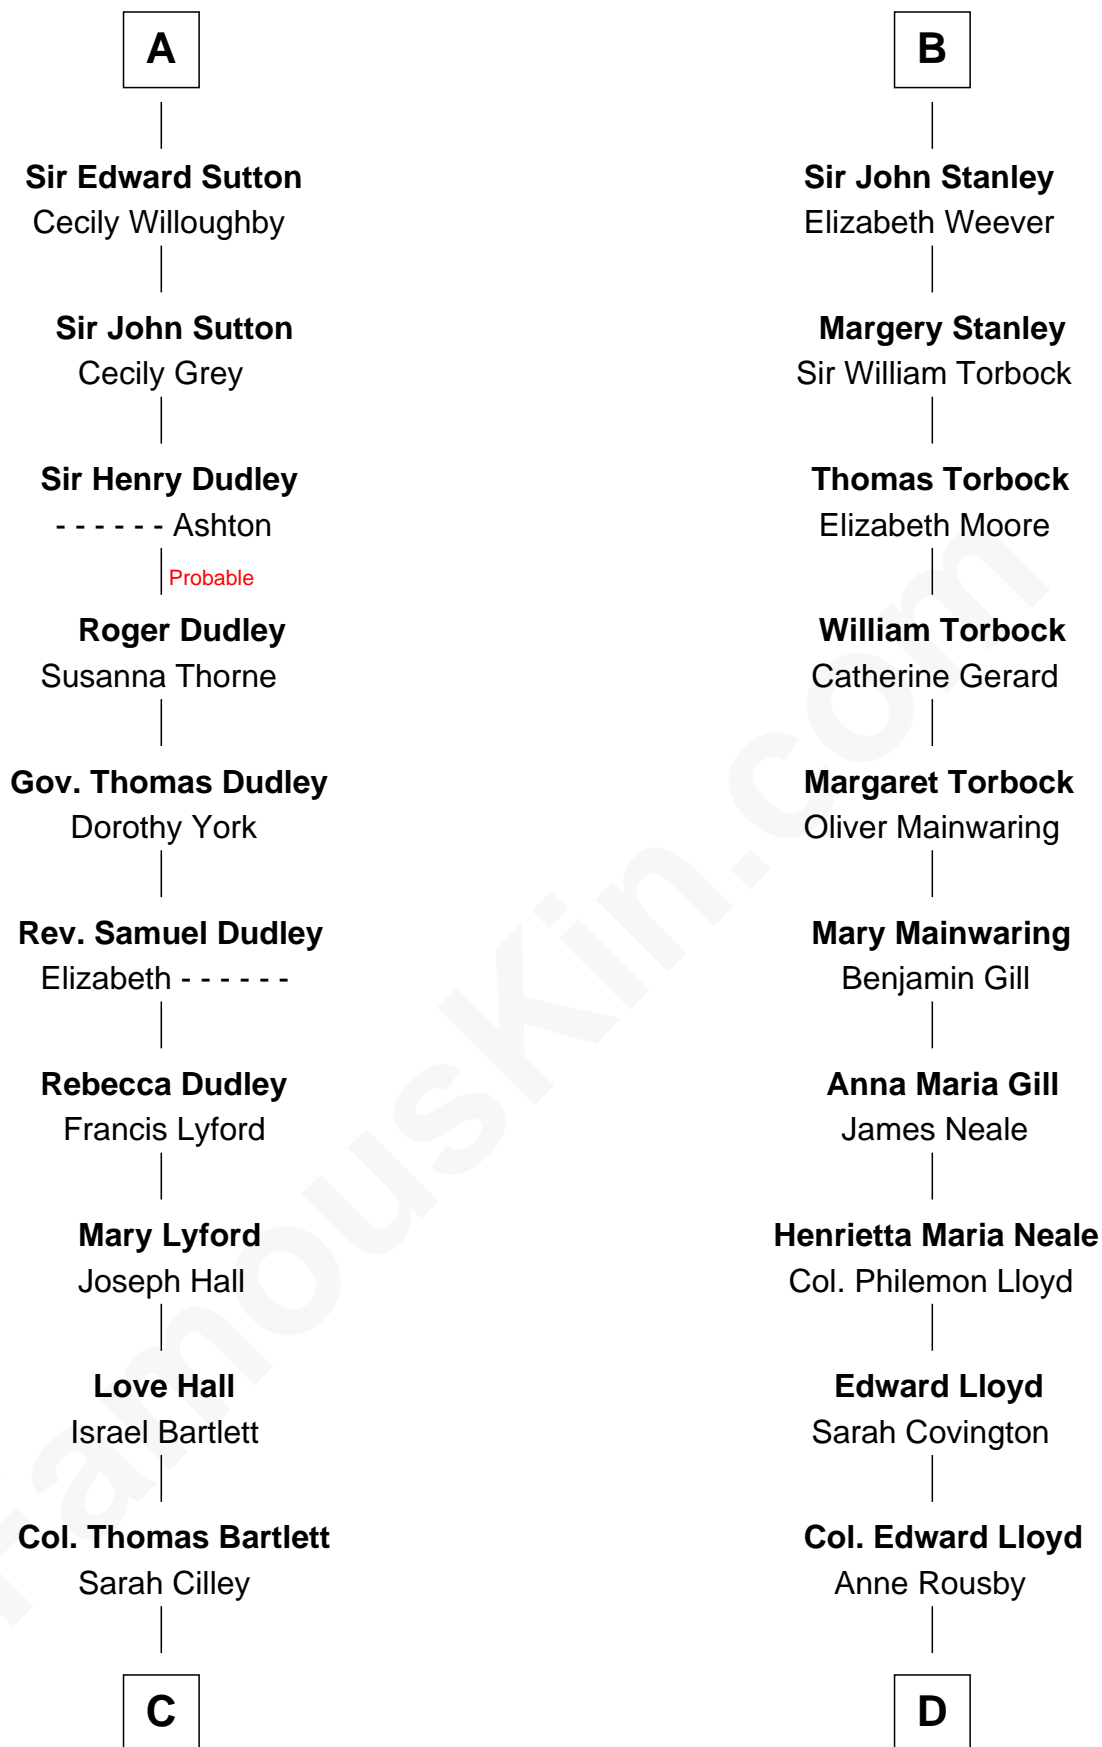 A
Sir Edward Sutton
Cecily Willoughby
Sir John Sutton
Cecily Grey
Sir Henry Dudley
- - - - - - Ashton
Probable
Roger Dudley
Susanna Thorne
Gov. Thomas Dudley
Dorothy York
Rev. Samuel Dudley
Elizabeth - - - - - -
Rebecca Dudley
Francis Lyford
Mary Lyford
Joseph Hall
Love Hall
Israel Bartlett
Col. Thomas Bartlett
Sarah Cilley
C
B
Sir John Stanley
Elizabeth Weever
Margery Stanley
Sir William Torbock
Thomas Torbock
Elizabeth Moore
William Torbock
Catherine Gerard
Margaret Torbock
Oliver Mainwaring
Mary Mainwaring
Benjamin Gill
Anna Maria Gill
James Neale
Henrietta Maria Neale
Col. Philemon Lloyd
Edward Lloyd
Sarah Covington
Col. Edward Lloyd
Anne Rousby
D
FamousKin.com